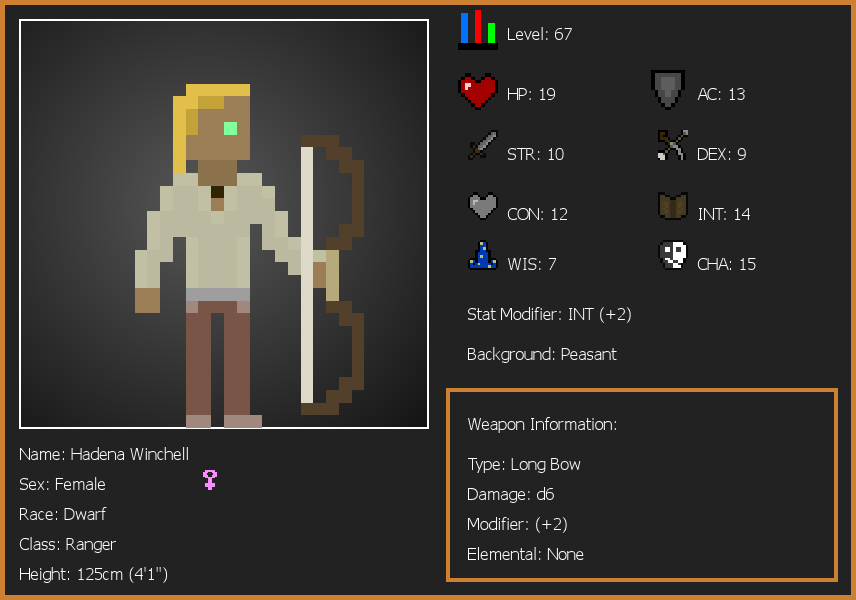 Level: 67
HP: 19
AC: 13
STR: 10
DEX: 9
CON: 12
INT: 14
WIS: 7
CHA: 15
Stat Modifier: INT (+2)
Background: Peasant
Weapon Information:
Type: Long Bow
Damage: d6
Modifier: (+2)
Elemental: None
Name: Hadena Winchell
Sex: Female
Race: Dwarf
Class: Ranger
Height: 125cm (4'1")